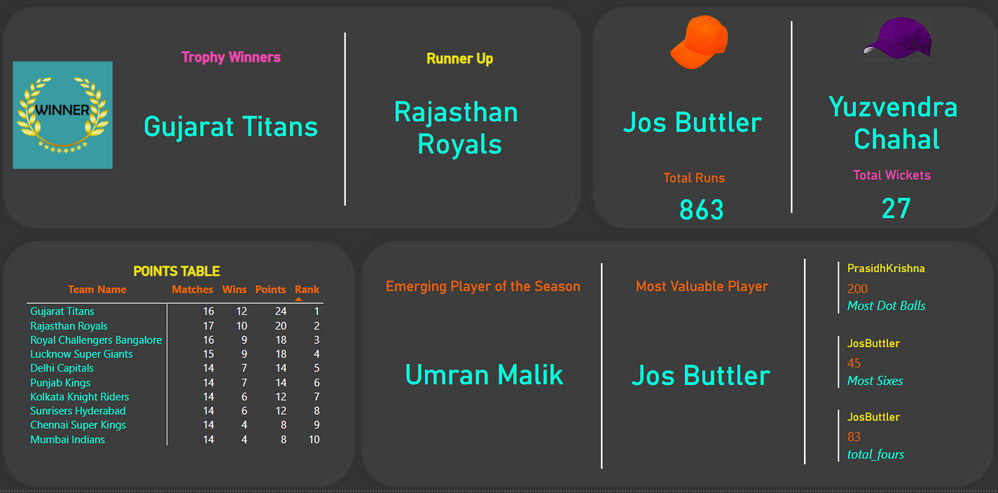 Trophy Winners
Runner Up
WINNER
Gujarat Titans
Rajasthan
Royals
Jos Buttler
Total Runs
863
Yuzvendra
Chahal
Total Wickets
27
POINTS TABLE
Team Name Matches Wins Points Rank
Gujarat Titans 16 12 24 1
Rajasthan Royals 17 10 20 2
Royal Challengers Bangalore 16 9 18 3
Lucknow Super Giants 15 9 18 4
Delhi Capitals 14 7 14 5
Punjab Kings 14 7 14 6
Kolkata Knight Riders 14 6 12 7
Sunrisers Hyderabad 14 6 12 8
Chennai Super Kings 14 4 8 9
Mumbai Indians 14 4 8 10
Emerging Player of the Season
Umran Malik
Most Valuable Player
Jos Buttler
PrasidhKrishna
200
Most Dot Balls
JosButtler
45
Most Sixes
JosButtler
83
total_fours